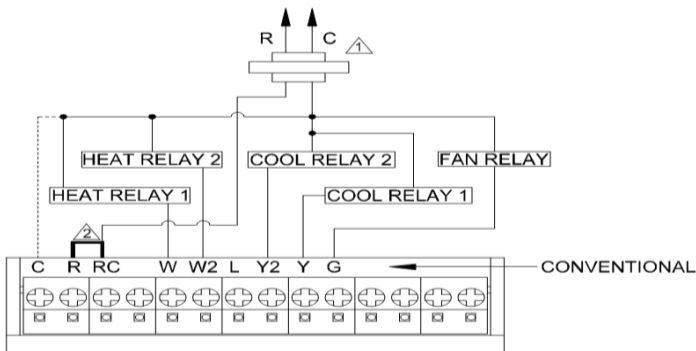 R C
1
HEAT RELAY 2 COOL RELAY 2 FAN RELAY
HEAT RELAY 1 COOL RELAY 1
2
C R RC W W2 L Y2 Y G CONVENTIONAL